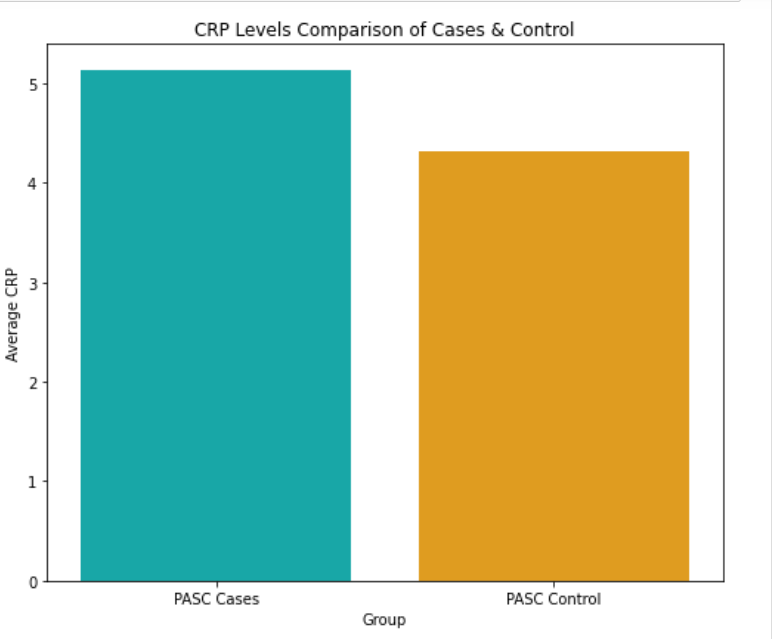 CRP Levels Comparison of Cases & Control
Average CRP
5
4
3
2
1
0
PASC Cases
PASC Control
Group